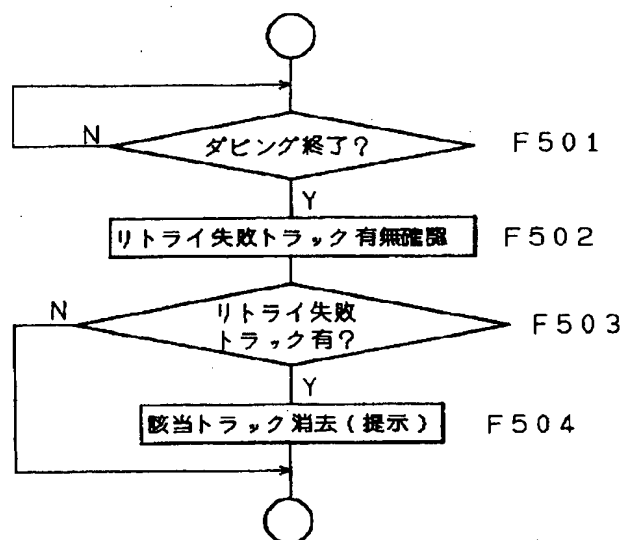 N
ダビング終了?
F501
Y
リトライ失敗トラック有無確認
F502
N
リトライ失敗
トラック有?
F503
Y
該当トラック消去(提示)
F504